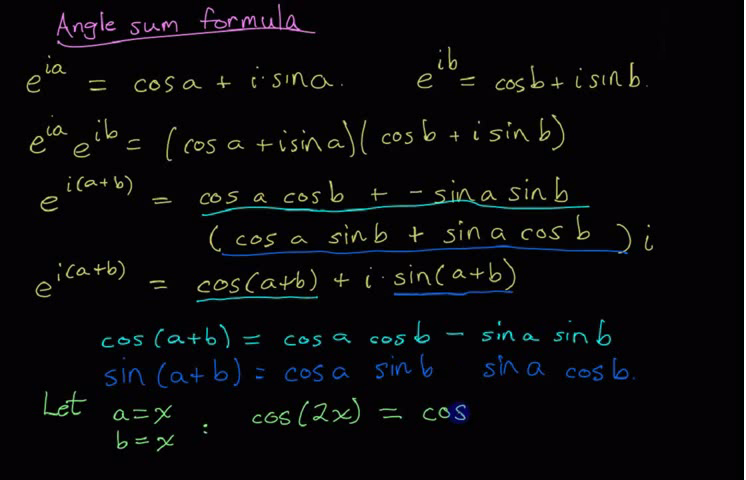 Angle sum formula
e^{ia} = cos a + i · sin a. e^{ib} = cos b + i sin b.
e^{ia} e^{ib} = (cos a + i sin a)(cos b + i sin b)
e^{i(a+b)} = cos a cos b + - sin a sin b
(cos a sin b + sin a cos b) i
e^{i(a+b)} = cos(a+b) + i · sin(a+b)
cos (a+b) = cos a cos b - sin a sin b
sin (a+b) = cos a sin b sin a cos b.
Let a = x : cos(2x) = cos
b = x